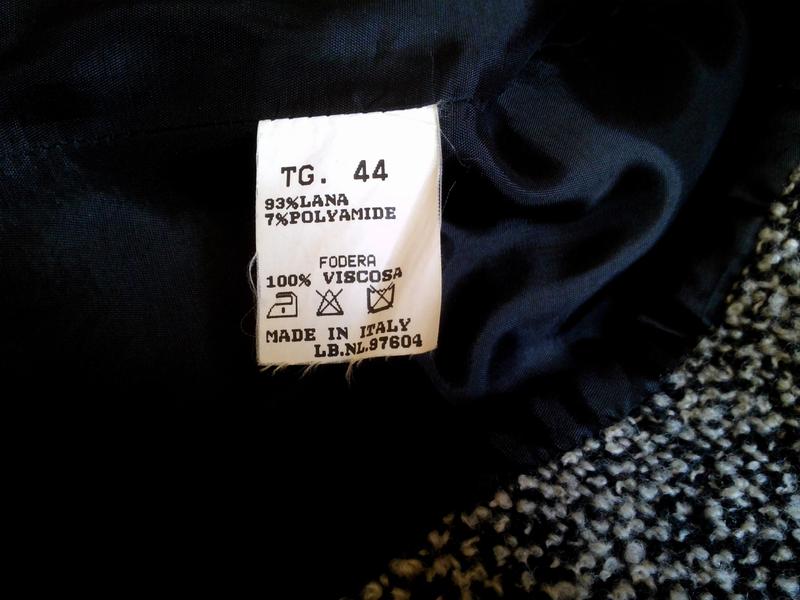 TG. 44
93%LANA
7%POLYAMIDE
FODERA
100% VISCOSA
MADE IN ITALY
LB.NL.97604